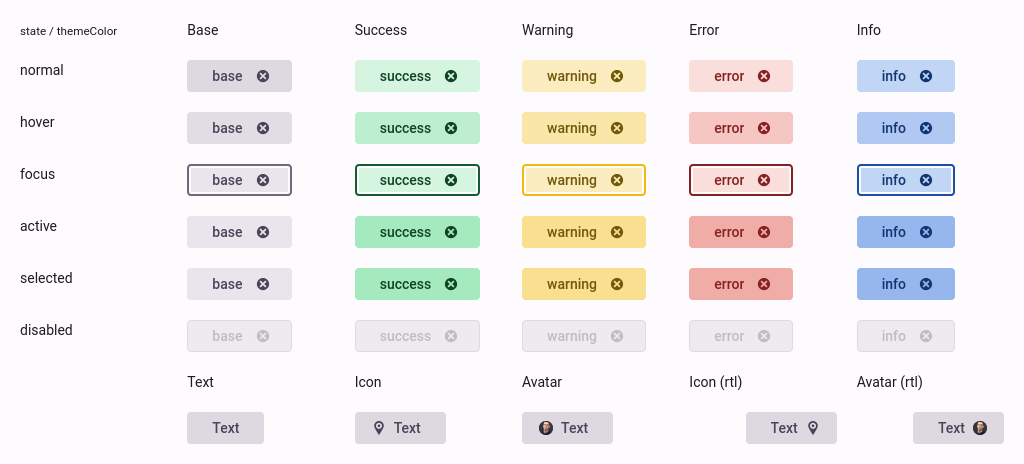 state / themeColor Base Success Warning Error Info
normal base success warning error info
hover base success warning error info
focus base success warning error info
active base success warning error info
selected base success warning error info
disabled base success warning error info
Text Icon Avatar Icon (rtl) Avatar (rtl)
Text Text Text Text Text